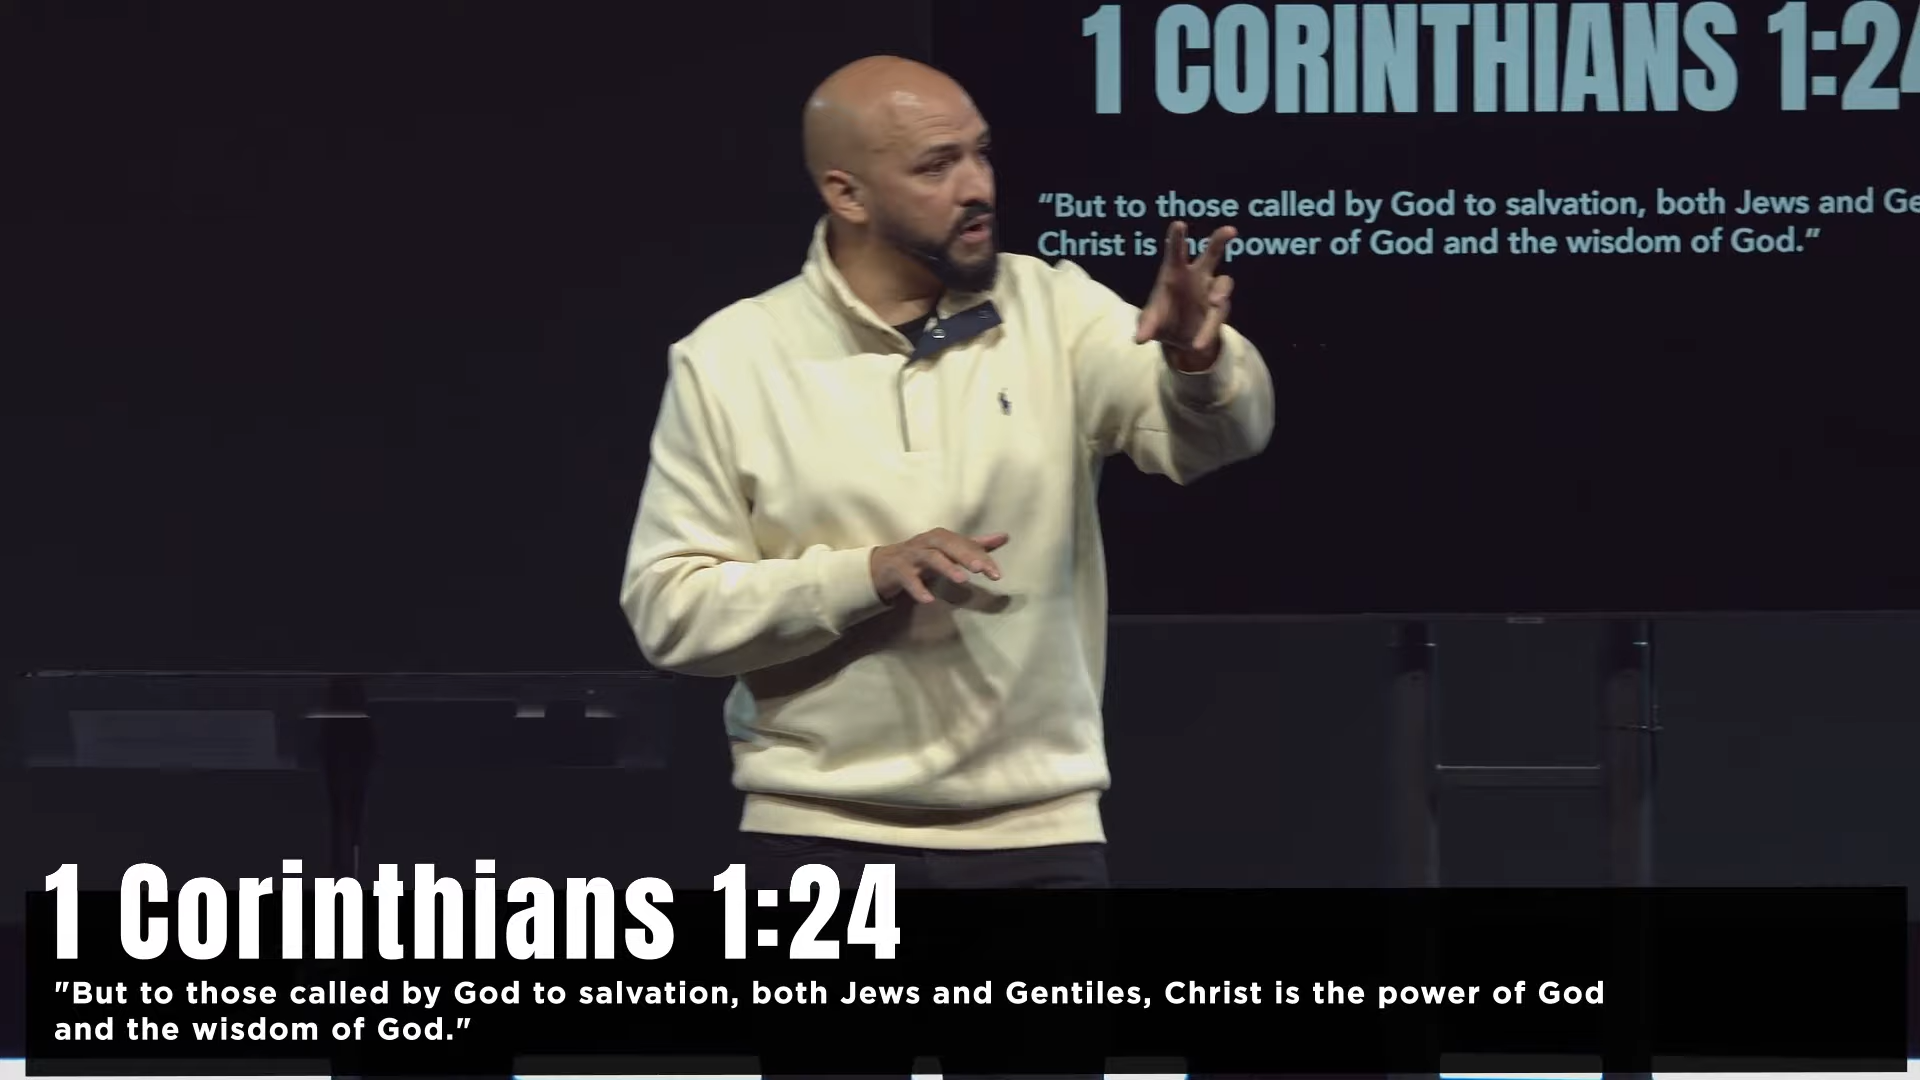 1 CORINTHIANS 1:24
“But to those called by God to salvation, both Jews and Ge
Christ is the power of God and the wisdom of God.”
1 Corinthians 1:24
"But to those called by God to salvation, both Jews and Gentiles, Christ is the power of God
and the wisdom of God."